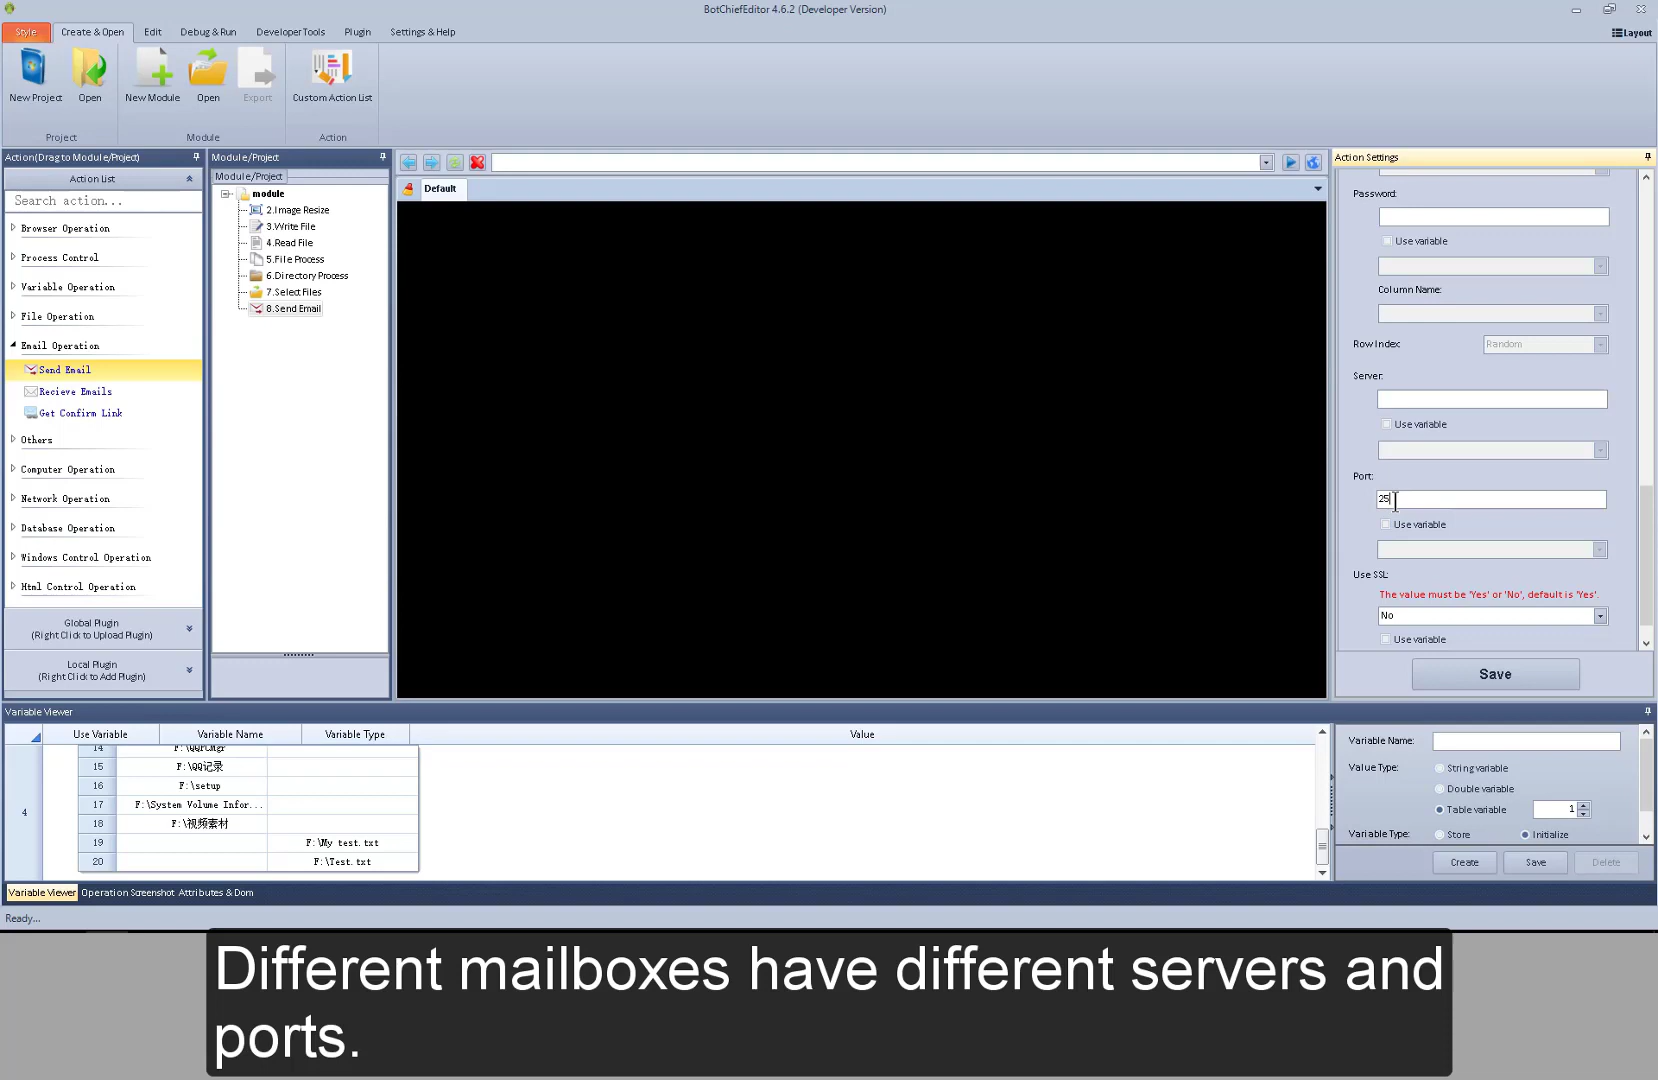 BotChiefEditor 4.6.2 (Developer Version)
Style Create & Open Edit Debug & Run Developer Tools Plugin Settings & Help Layout
New Project Open New Module Open Export Custom Action List
Project Module Action
Action(Drag to Module/Project)
Action List
Search action...
Browser Operation
Process Control
Variable Operation
File Operation
Email Operation
Send Email
Recieve Emails
Get Confirm Link
Others
Computer Operation
Network Operation
Database Operation
Windows Control Operation
Html Control Operation
Global Plugin
(Right Click to Upload Plugin)
Local Plugin
(Right Click to Add Plugin)
Module/Project
Module/Project
module
2.Image Resize
3.Write File
4.Read File
5.File Process
6.Directory Process
7.Select Files
8.Send Email
Default
Action Settings
Password:
Use variable
Column Name:
Row Index: Random
Server:
Use variable
Port:
25
Use variable
Use SSL:
The value must be 'Yes' or 'No', default is 'Yes'.
No
Use variable
Save
Variable Viewer
Use Variable Variable Name Variable Type Value
4
14 F:\QQPCMgr
15 F:\QQ记录
16 F:\setup
17 F:\System Volume Infor...
18 F:\视频素材
19 F:\My test.txt
20 F:\Test.txt
Variable Name:
Value Type: String variable
Double variable
Table variable 1
Variable Type: Store Initialize
Create Save Delete
Variable Viewer Operation Screenshot Attributes & Dom
Ready...
Different mailboxes have different servers and
ports.